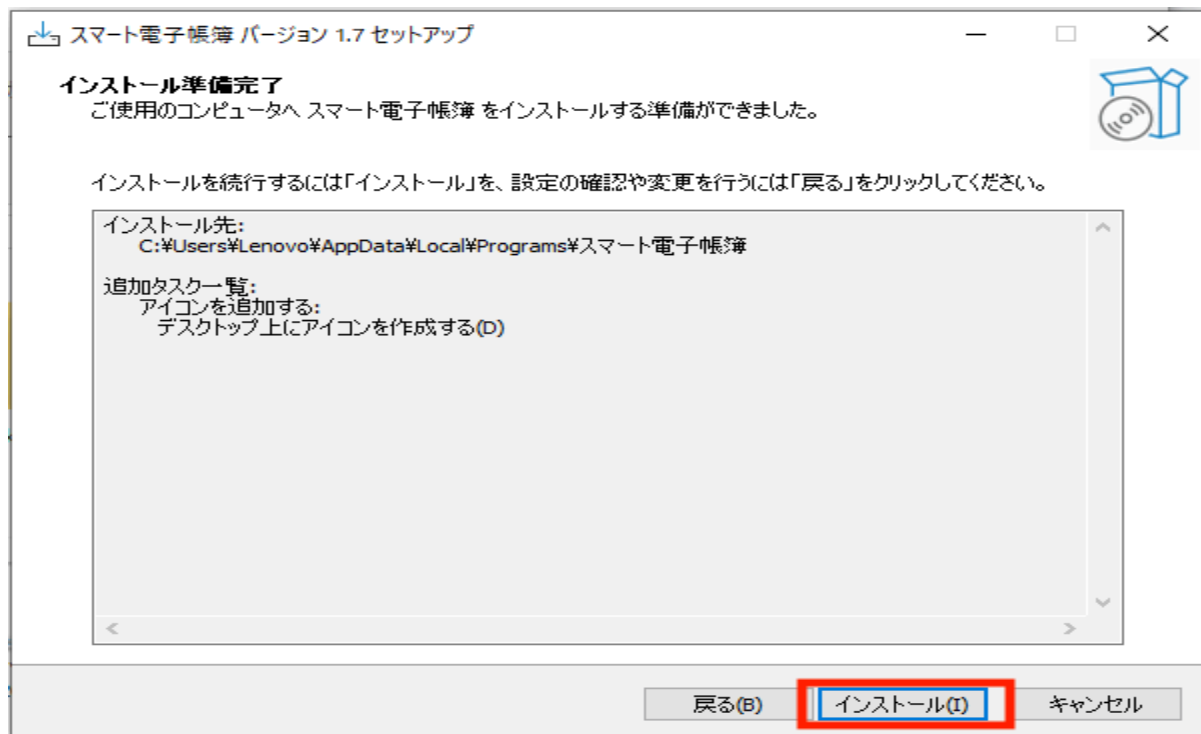 スマート電子帳簿 バージョン 1.7 セットアップ
インストール準備完了
ご使用のコンピュータへ スマート電子帳簿 をインストールする準備ができました。
インストールを続行するには「インストール」を、設定の確認や変更を行うには「戻る」をクリックしてください。
インストール先:
C:¥Users¥Lenovo¥AppData¥Local¥Programs¥スマート電子帳簿
追加タスク一覧:
アイコンを追加する:
デスクトップ上にアイコンを作成する(D)
戻る(B) インストール(I) キャンセル